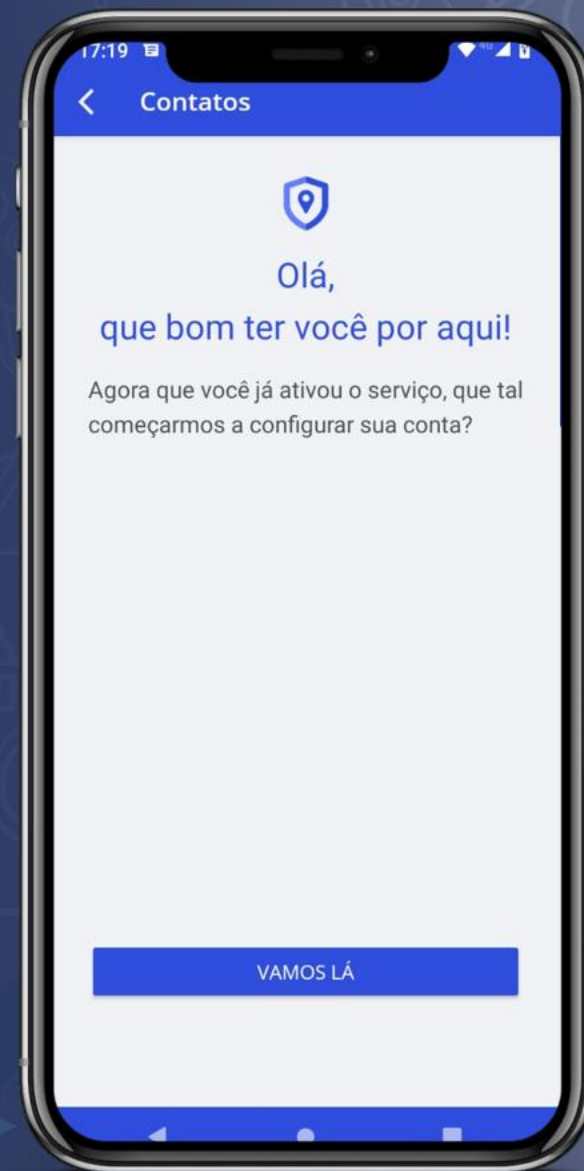 17:19
4G
Contatos
Olá,
que bom ter você por aqui!
Agora que você já ativou o serviço, que tal
começarmos a configurar sua conta?
VAMOS LÁ